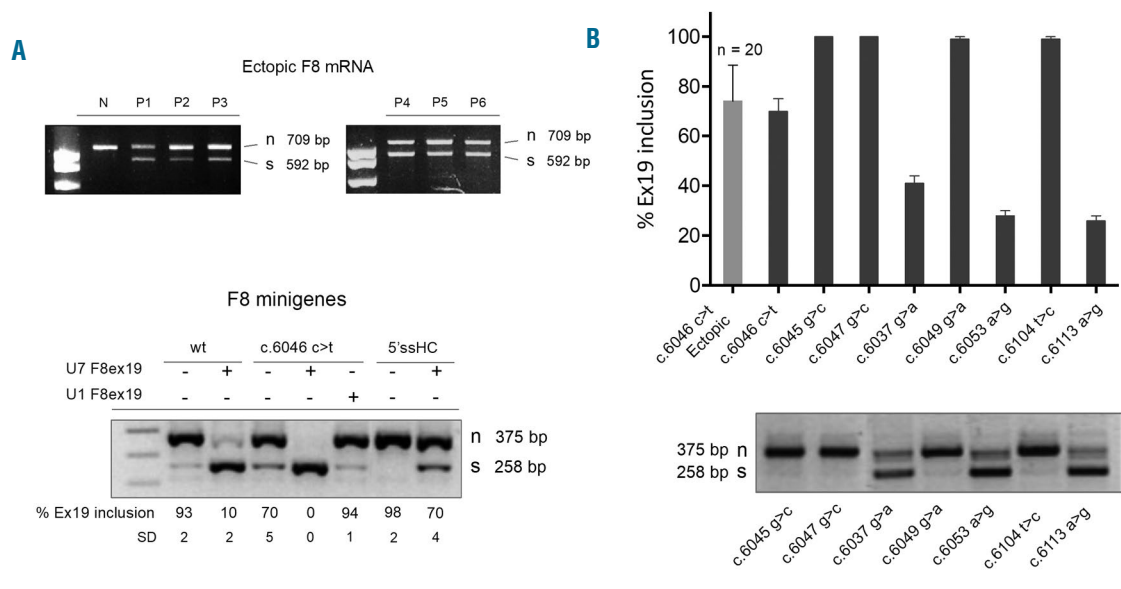 A
Ectopic F8 mRNA
N P1 P2 P3
n 709 bp
s 592 bp
P4 P5 P6
n 709 bp
s 592 bp
F8 minigenes
wt c.6046 c>t 5'ssHC
U7 F8ex19 - + - + - - +
U1 F8ex19 - - - - + - -
n 375 bp
s 258 bp
% Ex19 inclusion 93 10 70 0 94 98 70
SD 2 2 5 0 1 2 4
B
% Ex19 inclusion
100
80
60
40
20
0
n = 20
c.6046 c>t
Ectopic
c.6046 c>t
c.6045 g>c
c.6047 g>c
c.6037 g>a
c.6049 g>a
c.6053 a>g
c.6104 t>c
c.6113 a>g
375 bp n
258 bp s
c.6045 g>c
c.6047 g>c
c.6037 g>a
c.6049 g>a
c.6053 a>g
c.6104 t>c
c.6113 a>g